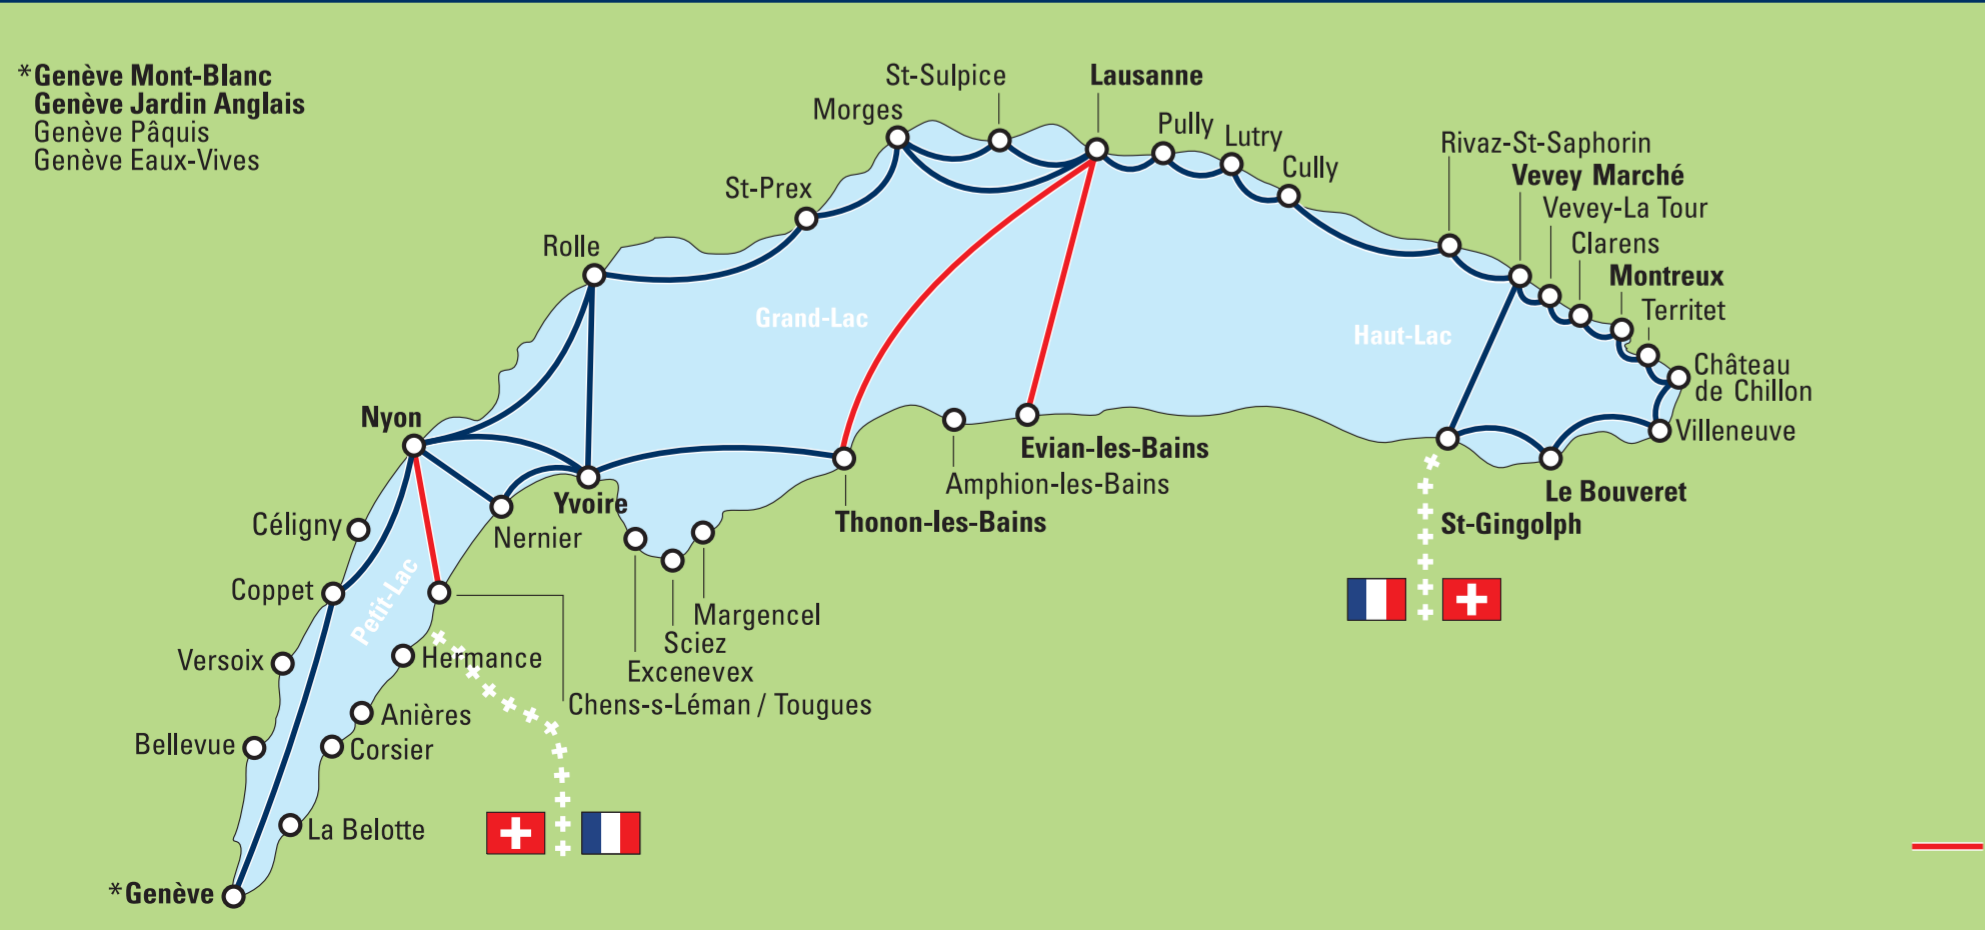 *Genève Mont-Blanc
Genève Jardin Anglais
Genève Pâquis
Genève Eaux-Vives
St-Sulpice
Lausanne
Morges
Pully
Lutry
Cully
Rivaz-St-Saphorin
Vevey Marché
Vevey-La Tour
Clarens
Montreux
Territet
Château
de Chillon
Villeneuve
St-Prex
Rolle
Grand-Lac
Haut-Lac
Nyon
Evian-les-Bains
Amphion-les-Bains
Le Bouveret
St-Gingolph
Thonon-les-Bains
Yvoire
Nernier
Céligny
Coppet
Petit-Lac
Margencel
Sciez
Excenevex
Chens-s-Léman / Tougues
Versoix
Hermance
Anières
Bellevue
Corsier
La Belotte
*Genève